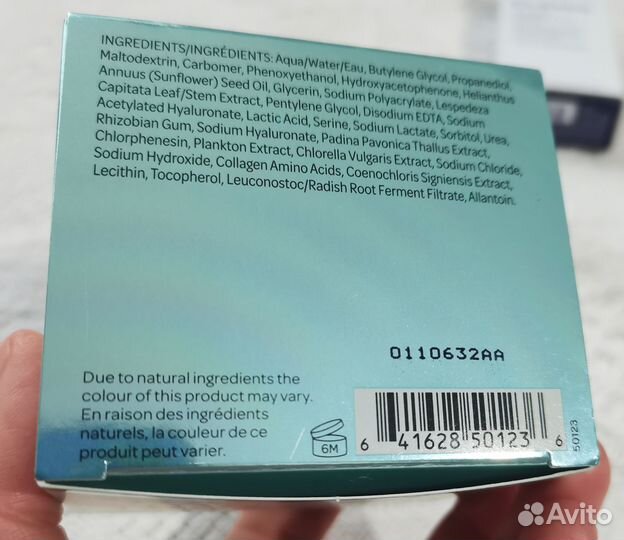 INGREDIENTS/INGRÉDIENTS: Aqua/Water/Eau, Butylene Glycol, Propanediol,
Maltodextrin, Carbomer, Phenoxyethanol, Hydroxyacetophenone, Helianthus
Annuus (Sunflower) Seed Oil, Glycerin, Sodium Polyacrylate, Lespedeza
Capitata Leaf/Stem Extract, Pentylene Glycol, Disodium EDTA, Sodium
Acetylated Hyaluronate, Lactic Acid, Serine, Sodium Lactate, Sorbitol, Urea,
Rhizobian Gum, Sodium Hyaluronate, Padina Pavonica Thallus Extract,
Chlorphenesin, Plankton Extract, Chlorella Vulgaris Extract, Sodium Chloride,
Sodium Hydroxide, Collagen Amino Acids, Coenochloris Signiensis Extract,
Lecithin, Tocopherol, Leuconostoc/Radish Root Ferment Filtrate, Allantoin.
0110632AA
Due to natural ingredients the
colour of this product may vary.
En raison des ingrédients
naturels, la couleur de ce
produit peut varier.
6M
6 41628 50123 6
50123
Avito